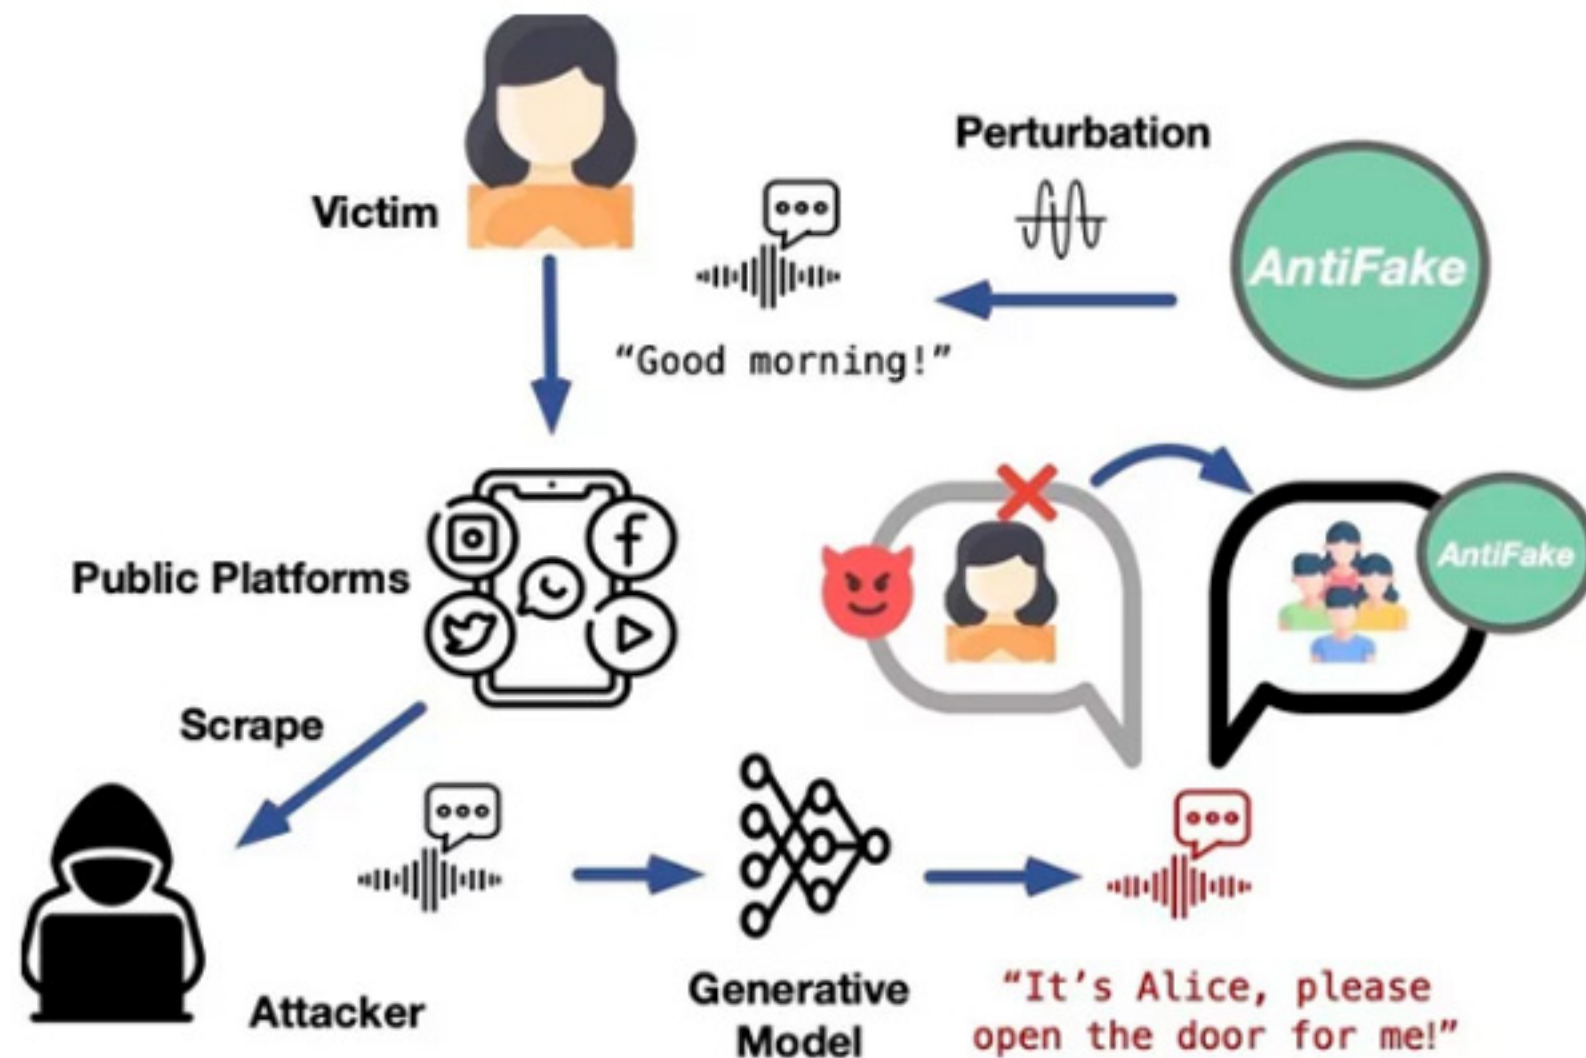 Perturbation
Victim
AntiFake
“Good morning!”
Public Platforms
AntiFake
Scrape
Attacker
Generative
Model
“It’s Alice, please
open the door for me!”